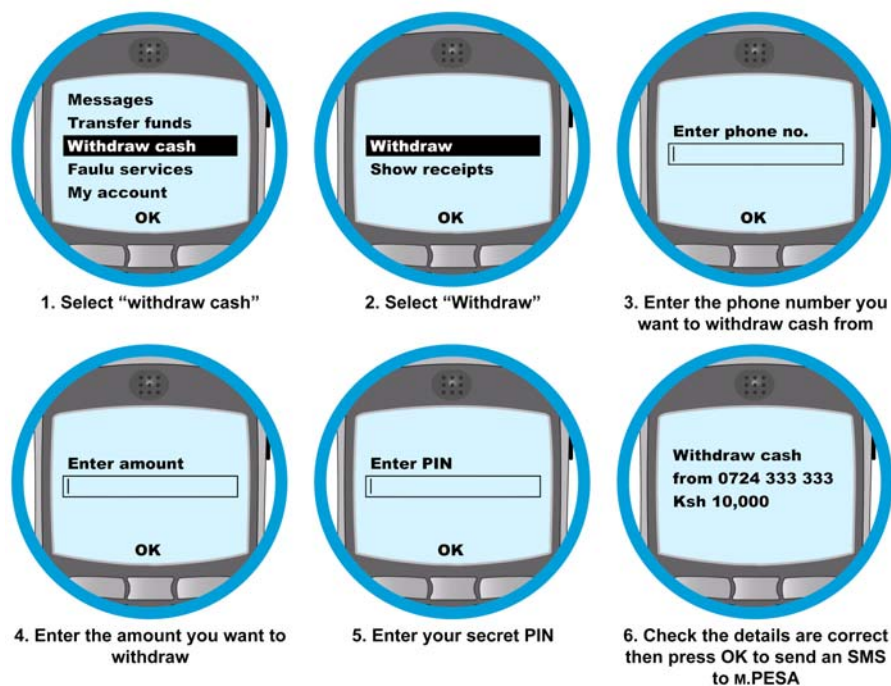 Messages
Transfer funds
Withdraw cash
Faulu services
My account
OK
1. Select “withdraw cash”
Withdraw
Show receipts
OK
2. Select “Withdraw”
Enter phone no.
OK
3. Enter the phone number you
want to withdraw cash from
Enter amount
OK
4. Enter the amount you want to
withdraw
Enter PIN
OK
5. Enter your secret PIN
Withdraw cash
from 0724 333 333
Ksh 10,000
6. Check the details are correct
then press OK to send an SMS
to M.PESA